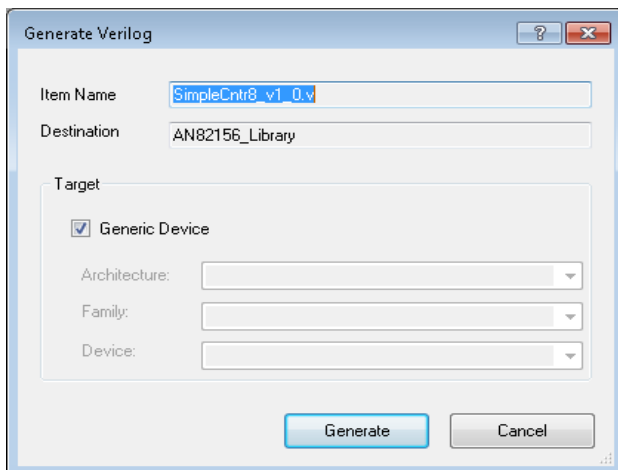 Generate Verilog
Item Name SimpleCntr8_v1_0.v
Destination AN82156_Library
Target
Generic Device
Architecture:
Family:
Device:
Generate Cancel